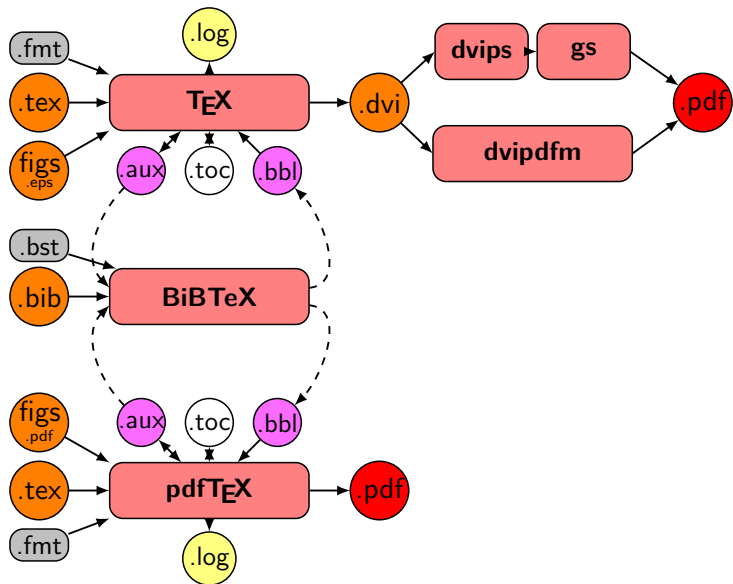 .log
.fmt
dvips
gs
.tex
TEX
.dvi
.pdf
figs
.eps
.aux
.toc
.bbl
dvipdfm
.bst
.bib
BiBTeX
figs
.pdf
.aux
.toc
.bbl
.tex
pdfTEX
.pdf
.fmt
.log